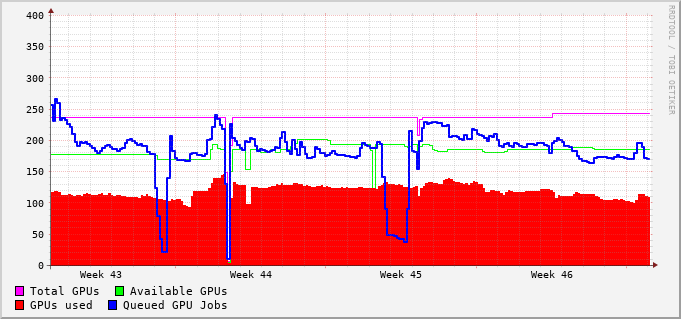 400
350
300
250
200
150
100
50
0
Week 43 Week 44 Week 45 Week 46
Total GPUs Available GPUs
GPUs used Queued GPU Jobs
RRDTOOL / TOBI OETIKER